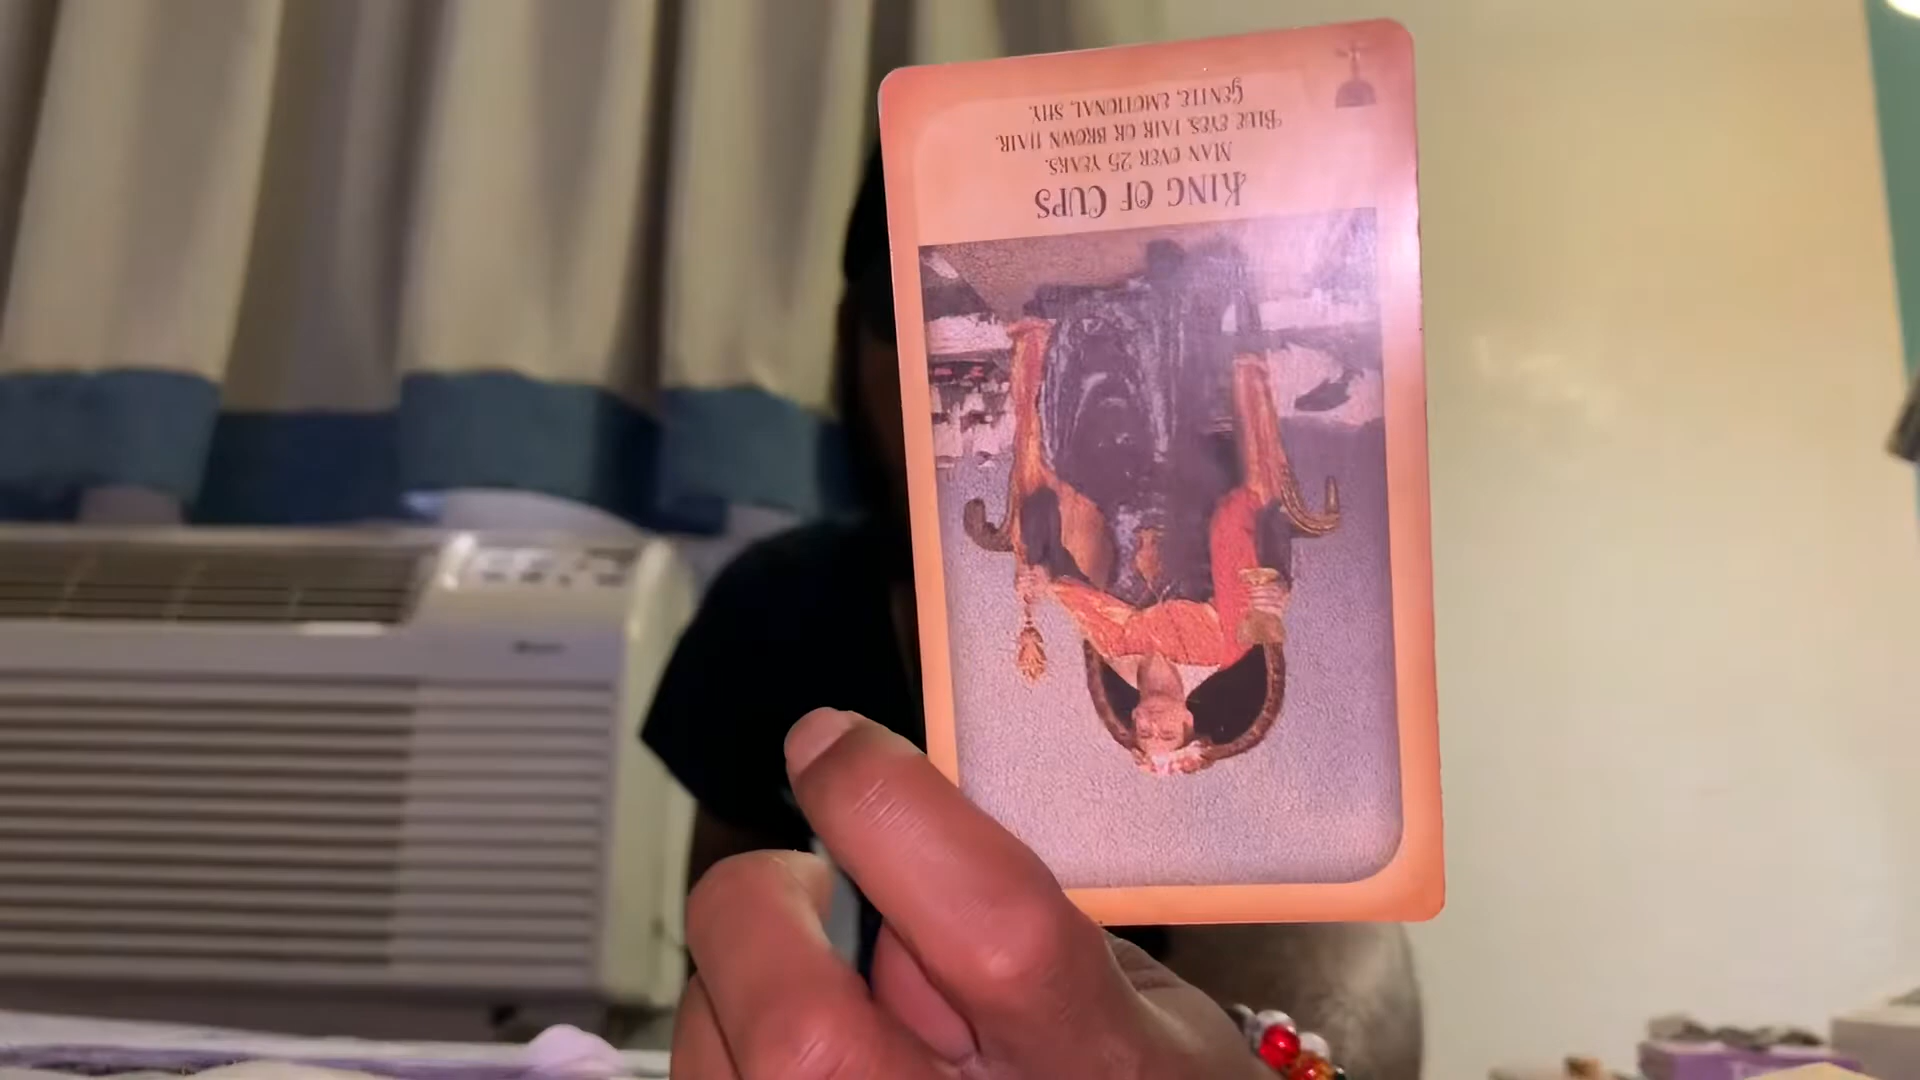 King of Cups
Man over 25 years.
Blue eyes, fair or brown hair.
Gentle, emotional, shy.